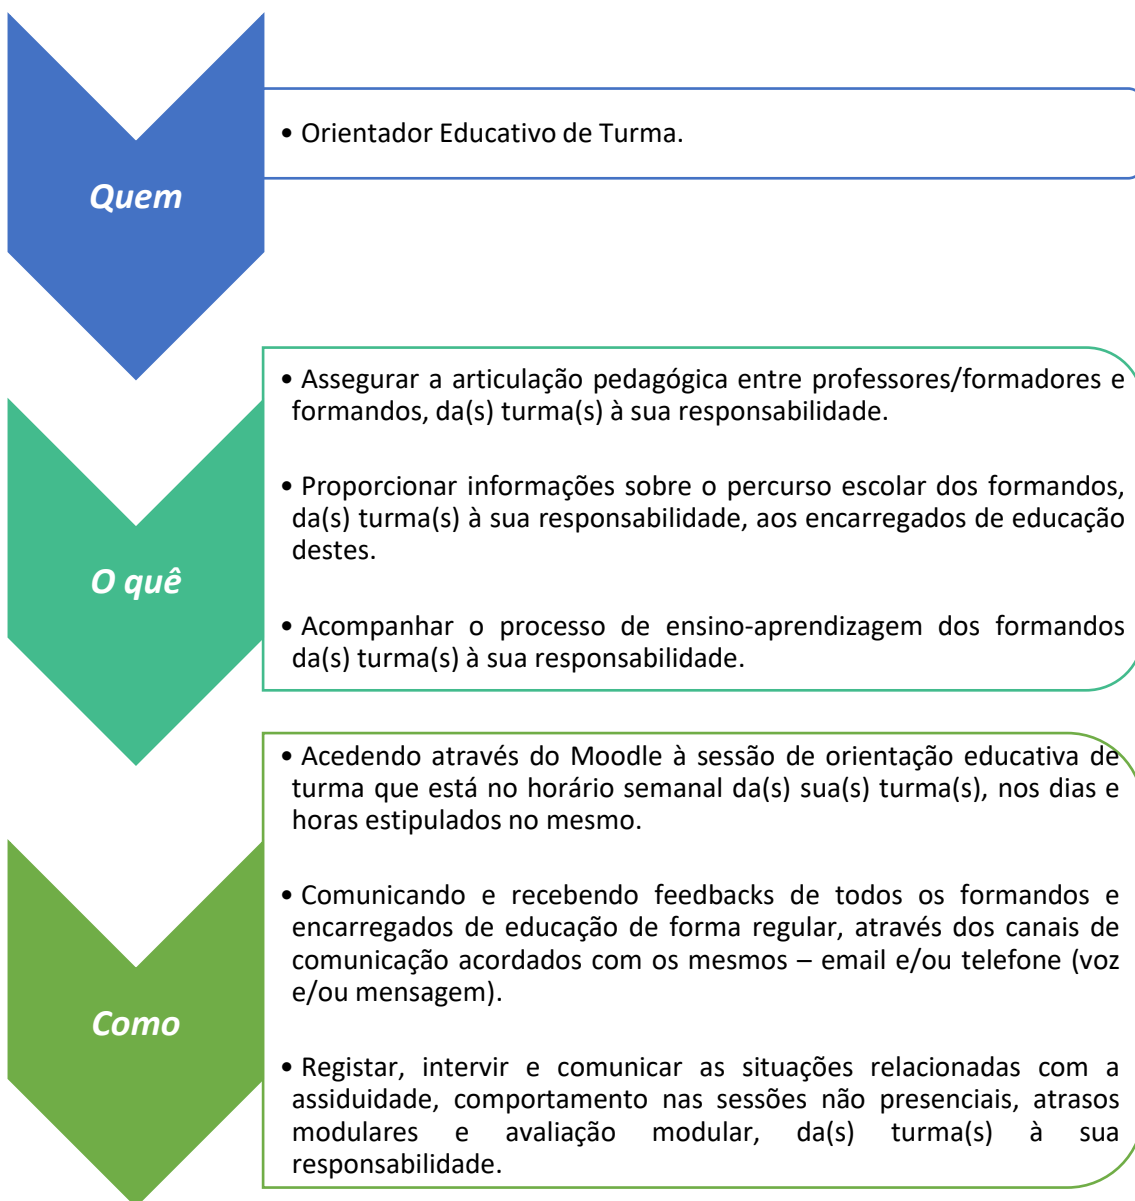 Quem
• Orientador Educativo de Turma.
O quê
• Assegurar a articulação pedagógica entre professores/formadores e
formandos, da(s) turma(s) à sua responsabilidade.
• Proporcionar informações sobre o percurso escolar dos formandos,
da(s) turma(s) à sua responsabilidade, aos encarregados de educação
destes.
• Acompanhar o processo de ensino-aprendizagem dos formandos
da(s) turma(s) à sua responsabilidade.
Como
• Acedendo através do Moodle à sessão de orientação educativa de
turma que está no horário semanal da(s) sua(s) turma(s), nos dias e
horas estipulados no mesmo.
• Comunicando e recebendo feedbacks de todos os formandos e
encarregados de educação de forma regular, através dos canais de
comunicação acordados com os mesmos – email e/ou telefone (voz
e/ou mensagem).
• Registar, intervir e comunicar as situações relacionadas com a
assiduidade, comportamento nas sessões não presenciais, atrasos
modulares e avaliação modular, da(s) turma(s) à sua
responsabilidade.